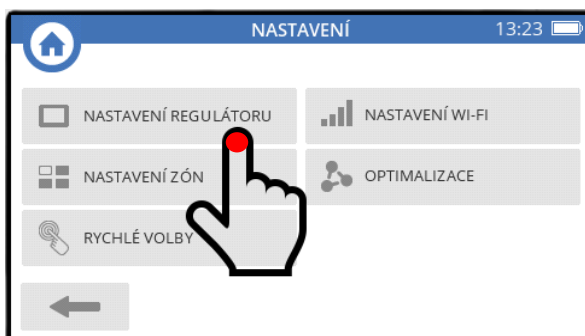 NASTAVENÍ 13:23
NASTAVENÍ REGULÁTORU
NASTAVENÍ WI-FI
NASTAVENÍ ZÓN
OPTIMALIZACE
RYCHLÉ VOLBY